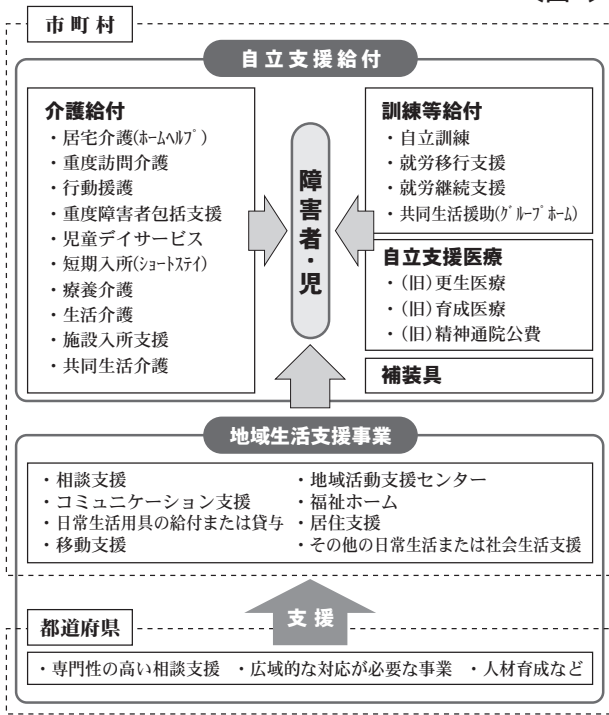 市町村
自立支援給付
介護給付
・居宅介護(ﾎｰﾑﾍﾙﾌﾟ)
・重度訪問介護
・行動援護
・重度障害者包括支援
・児童デイサービス
・短期入所(ｼｮｰﾄｽﾃｲ)
・療養介護
・生活介護
・施設入所支援
・共同生活介護
障害者・児
訓練等給付
・自立訓練
・就労移行支援
・就労継続支援
・共同生活援助(ｸﾞﾙｰﾌﾟﾎｰﾑ)
自立支援医療
・(旧)更生医療
・(旧)育成医療
・(旧)精神通院公費
補装具
地域生活支援事業
・相談支援
・コミュニケーション支援
・日常生活用具の給付または貸与
・移動支援
・地域活動支援センター
・福祉ホーム
・居住支援
・その他の日常生活または社会生活支援
支援
都道府県
・専門性の高い相談支援 ・広域的な対応が必要な事業 ・人材育成など